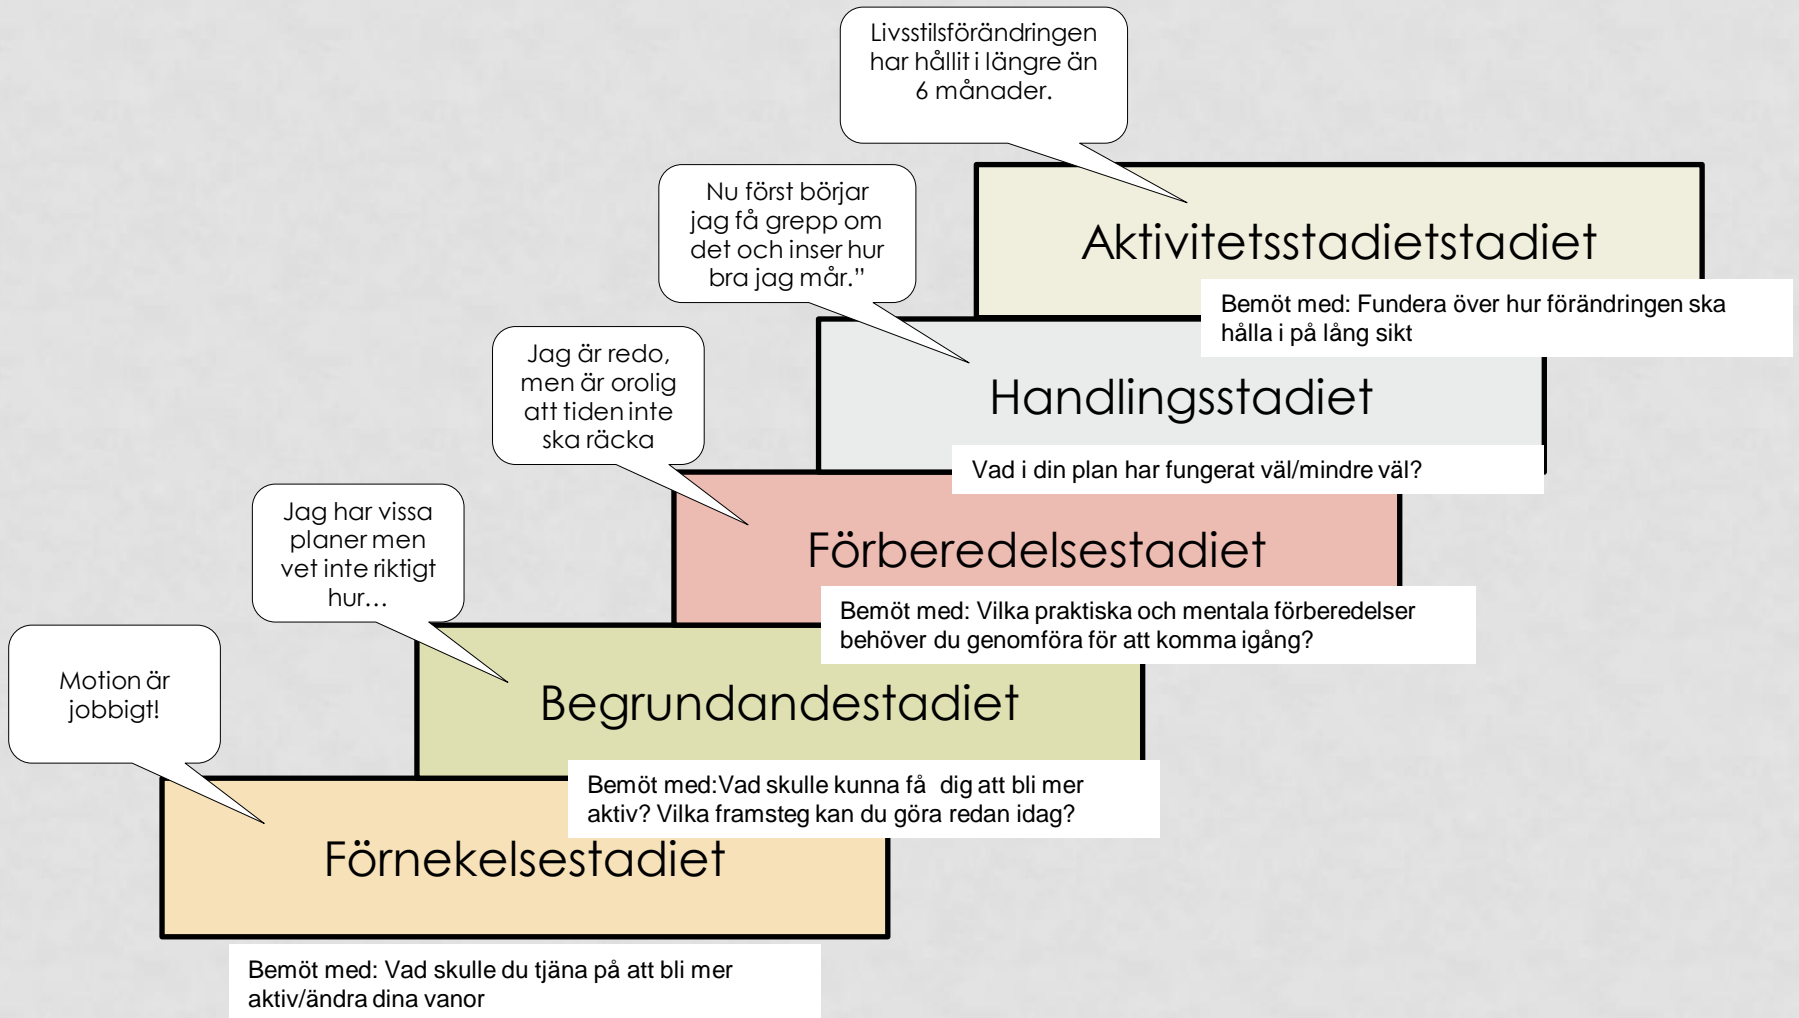 Livsstilsförändringen
har hållit i längre än
6 månader.
Aktivitetsstadietstadiet
Bemöt med: Fundera över hur förändringen ska
hålla i på lång sikt
Nu först börjar
jag få grepp om
det och inser hur
bra jag mår.”
Handlingsstadiet
Vad i din plan har fungerat väl/mindre väl?
Jag är redo,
men är orolig
att tiden inte
ska räcka
Förberedelsestadiet
Bemöt med: Vilka praktiska och mentala förberedelser
behöver du genomföra för att komma igång?
Jag har vissa
planer men
vet inte riktigt
hur…
Begrundandestadiet
Bemöt med:Vad skulle kunna få dig att bli mer
aktiv? Vilka framsteg kan du göra redan idag?
Motion är
jobbigt!
Förnekelsestadiet
Bemöt med: Vad skulle du tjäna på att bli mer
aktiv/ändra dina vanor